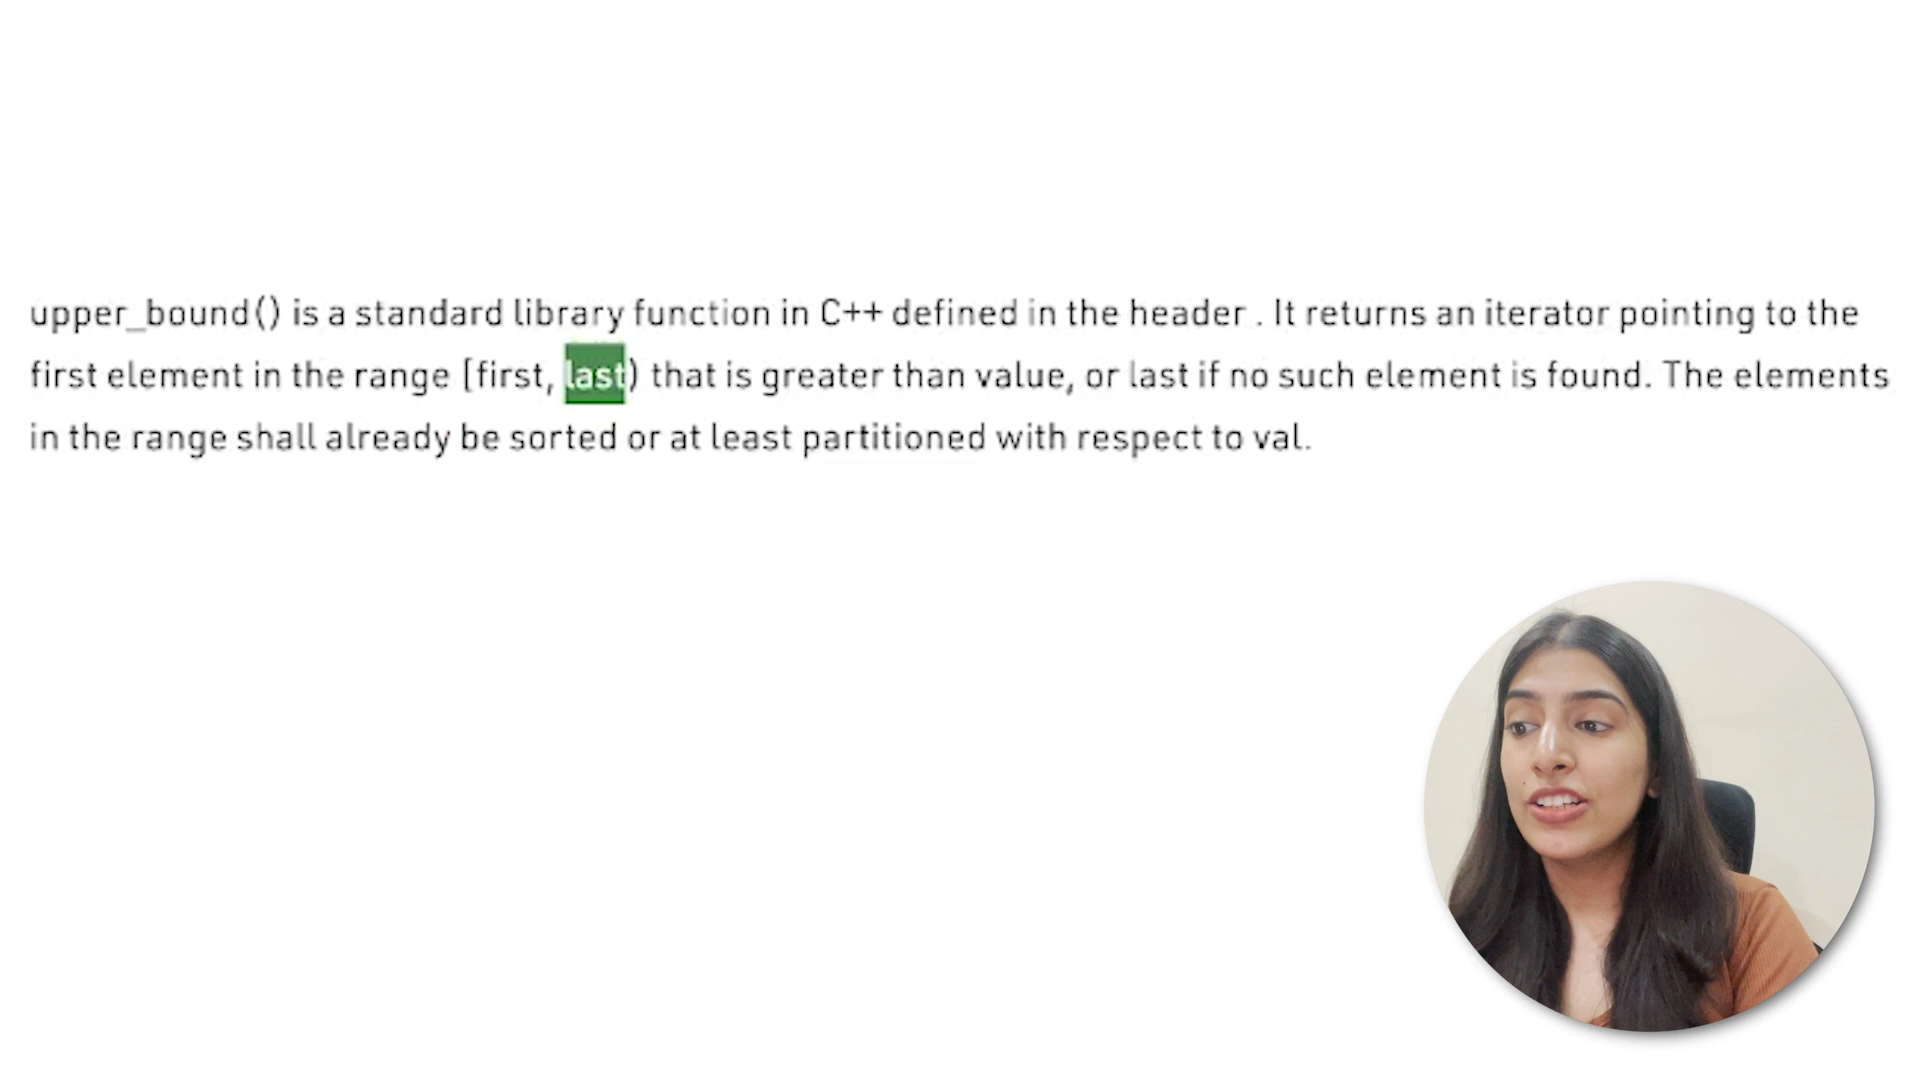 upper_bound() is a standard library function in C++ defined in the header . It returns an iterator pointing to the
first element in the range [first, last) that is greater than value, or last if no such element is found. The elements
in the range shall already be sorted or at least partitioned with respect to val.